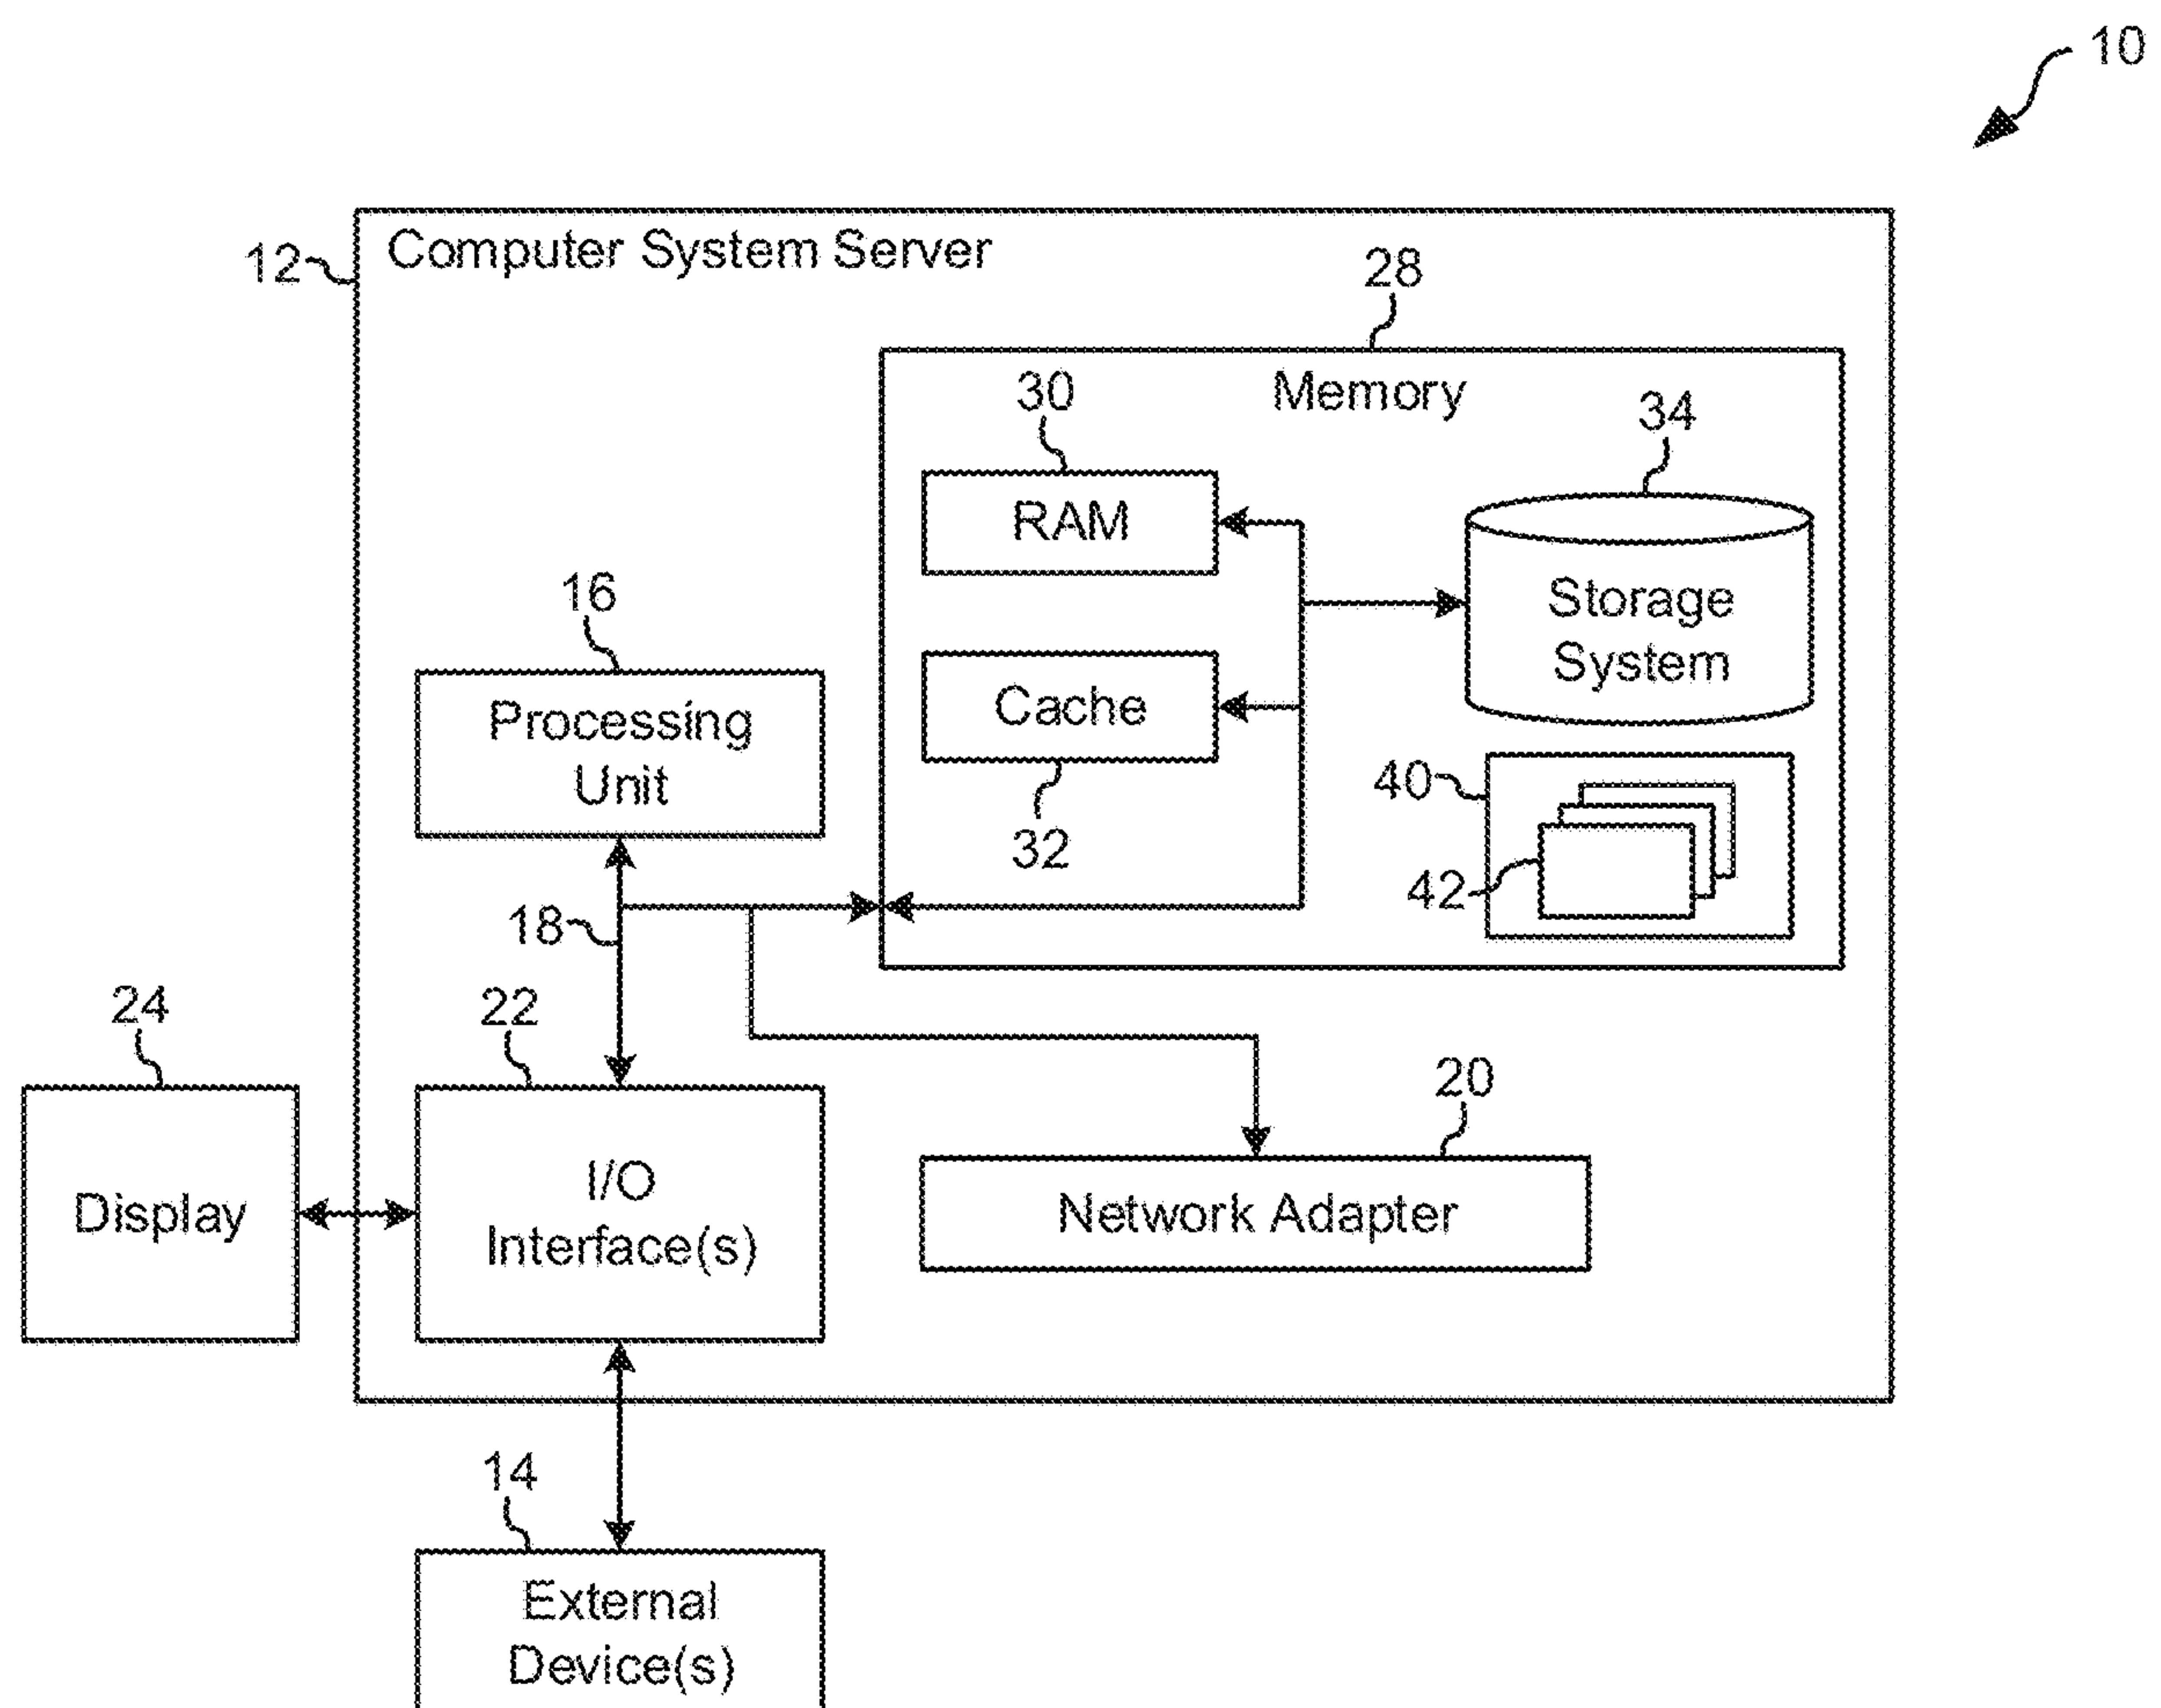 10
12
Computer System Server
28
Memory
30
RAM
34
Storage
System
16
Processing
Unit
Cache
32
40
42
18
24
Display
22
I/O
Interface(s)
20
Network Adapter
14
External
Device(s)